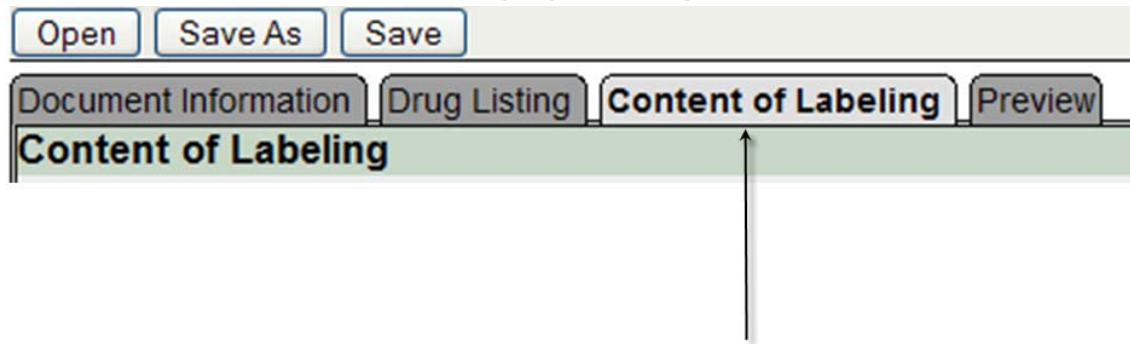 Open Save As Save
Document Information Drug Listing Content of Labeling Preview
Content of Labeling